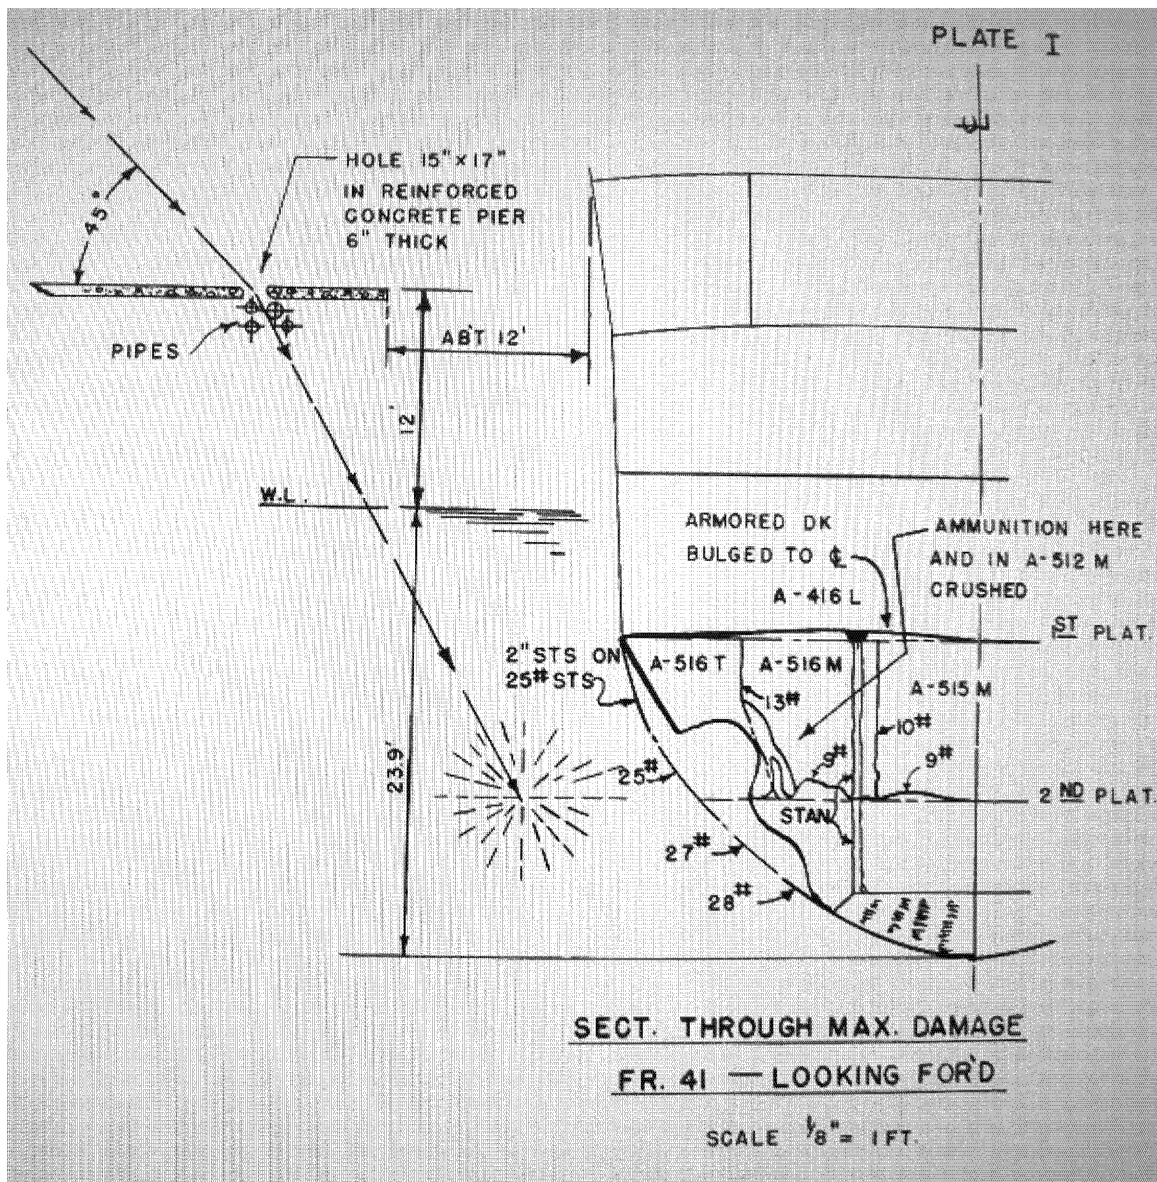 PLATE I
℄
HOLE 15" x 17"
IN REINFORCED
CONCRETE PIER
6" THICK
45°
PIPES
ABT 12'
12'
W.L.
ARMORED DK
BULGED TO ℄
A-416 L
AMMUNITION HERE
AND IN A-512 M
CRUSHED
1ST PLAT.
2" STS ON
25# STS
A-516 T
A-516 M
A-515 M
13#
10#
9#
9#
23.9'
25#
2ND PLAT.
STAN
27#
28#
SECT. THROUGH MAX. DAMAGE
FR. 41 — LOOKING FOR'D
SCALE 1/8" = 1 FT.